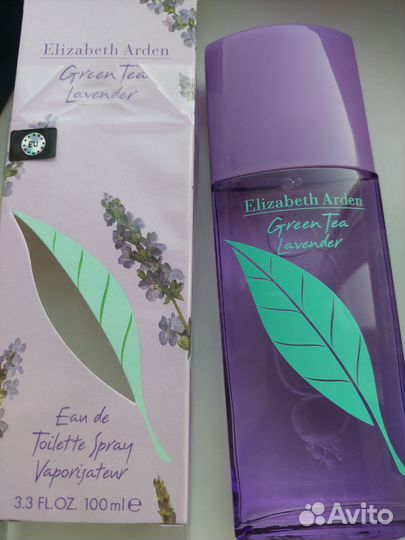 Elizabeth Arden
Green Tea
Lavender
EU
Eau de
Toilette Spray
Vaporisateur
3.3 FL.OZ. 100 ml ℮
Elizabeth Arden
Green Tea
Lavender
Avito